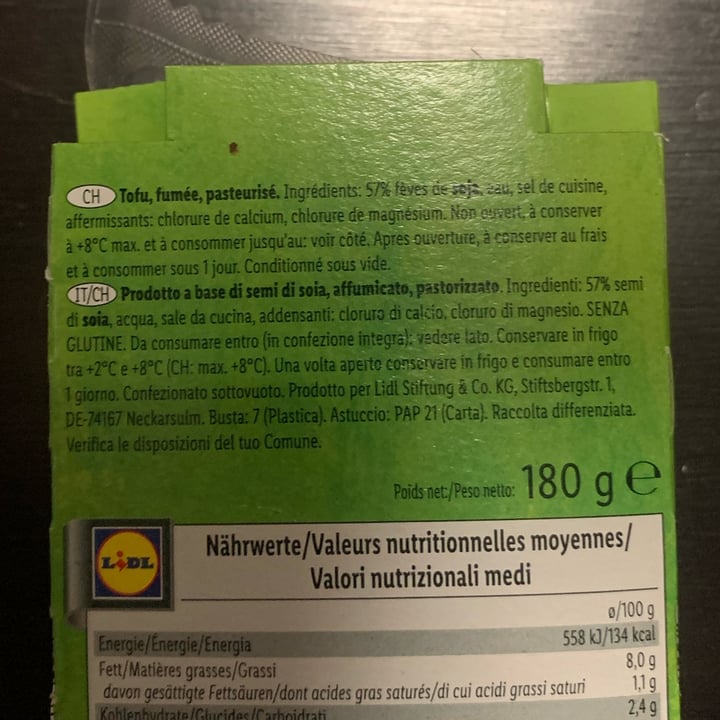 CH Tofu, fumée, pasteurisé. Ingrédients: 57% fèves de soja, eau, sel de cuisine,
affermissants: chlorure de calcium, chlorure de magnésium. Non ouvert, à conserver
à +8°C max. et à consommer jusqu'au: voir côté. Apres ouverture, à conserver au frais
et à consommer sous 1 jour. Conditionné sous vide.
IT/CH Prodotto a base di semi di soia, affumicato, pastorizzato. Ingredienti: 57% semi
di soia, acqua, sale da cucina, addensanti: cloruro di calcio, cloruro di magnesio. SENZA
GLUTINE. Da consumare entro (in confezione integra): vedere lato. Conservare in frigo
tra +2°C e +8°C (CH: max. +8°C). Una volta aperto conservare in frigo e consumare entro
1 giorno. Confezionato sottovuoto. Prodotto per Lidl Stiftung & Co. KG, Stiftsbergstr. 1,
DE-74167 Neckarsulm. Busta: 7 (Plastica). Astuccio: PAP 21 (Carta). Raccolta differenziata.
Verifica le disposizioni del tuo Comune.
Poids net:/Peso netto: 180 g e
LIDL
Nährwerte/Valeurs nutritionnelles moyennes/
Valori nutrizionali medi
ø/100 g
Energie/Énergie/Energia 558 kJ/134 kcal
Fett/Matières grasses/Grassi 8,0 g
davon gesättigte Fettsäuren/dont acides gras saturés/di cui acidi grassi saturi 1,1 g
Kohlenhydrate/Glucides/Carboidrati 2,4 g